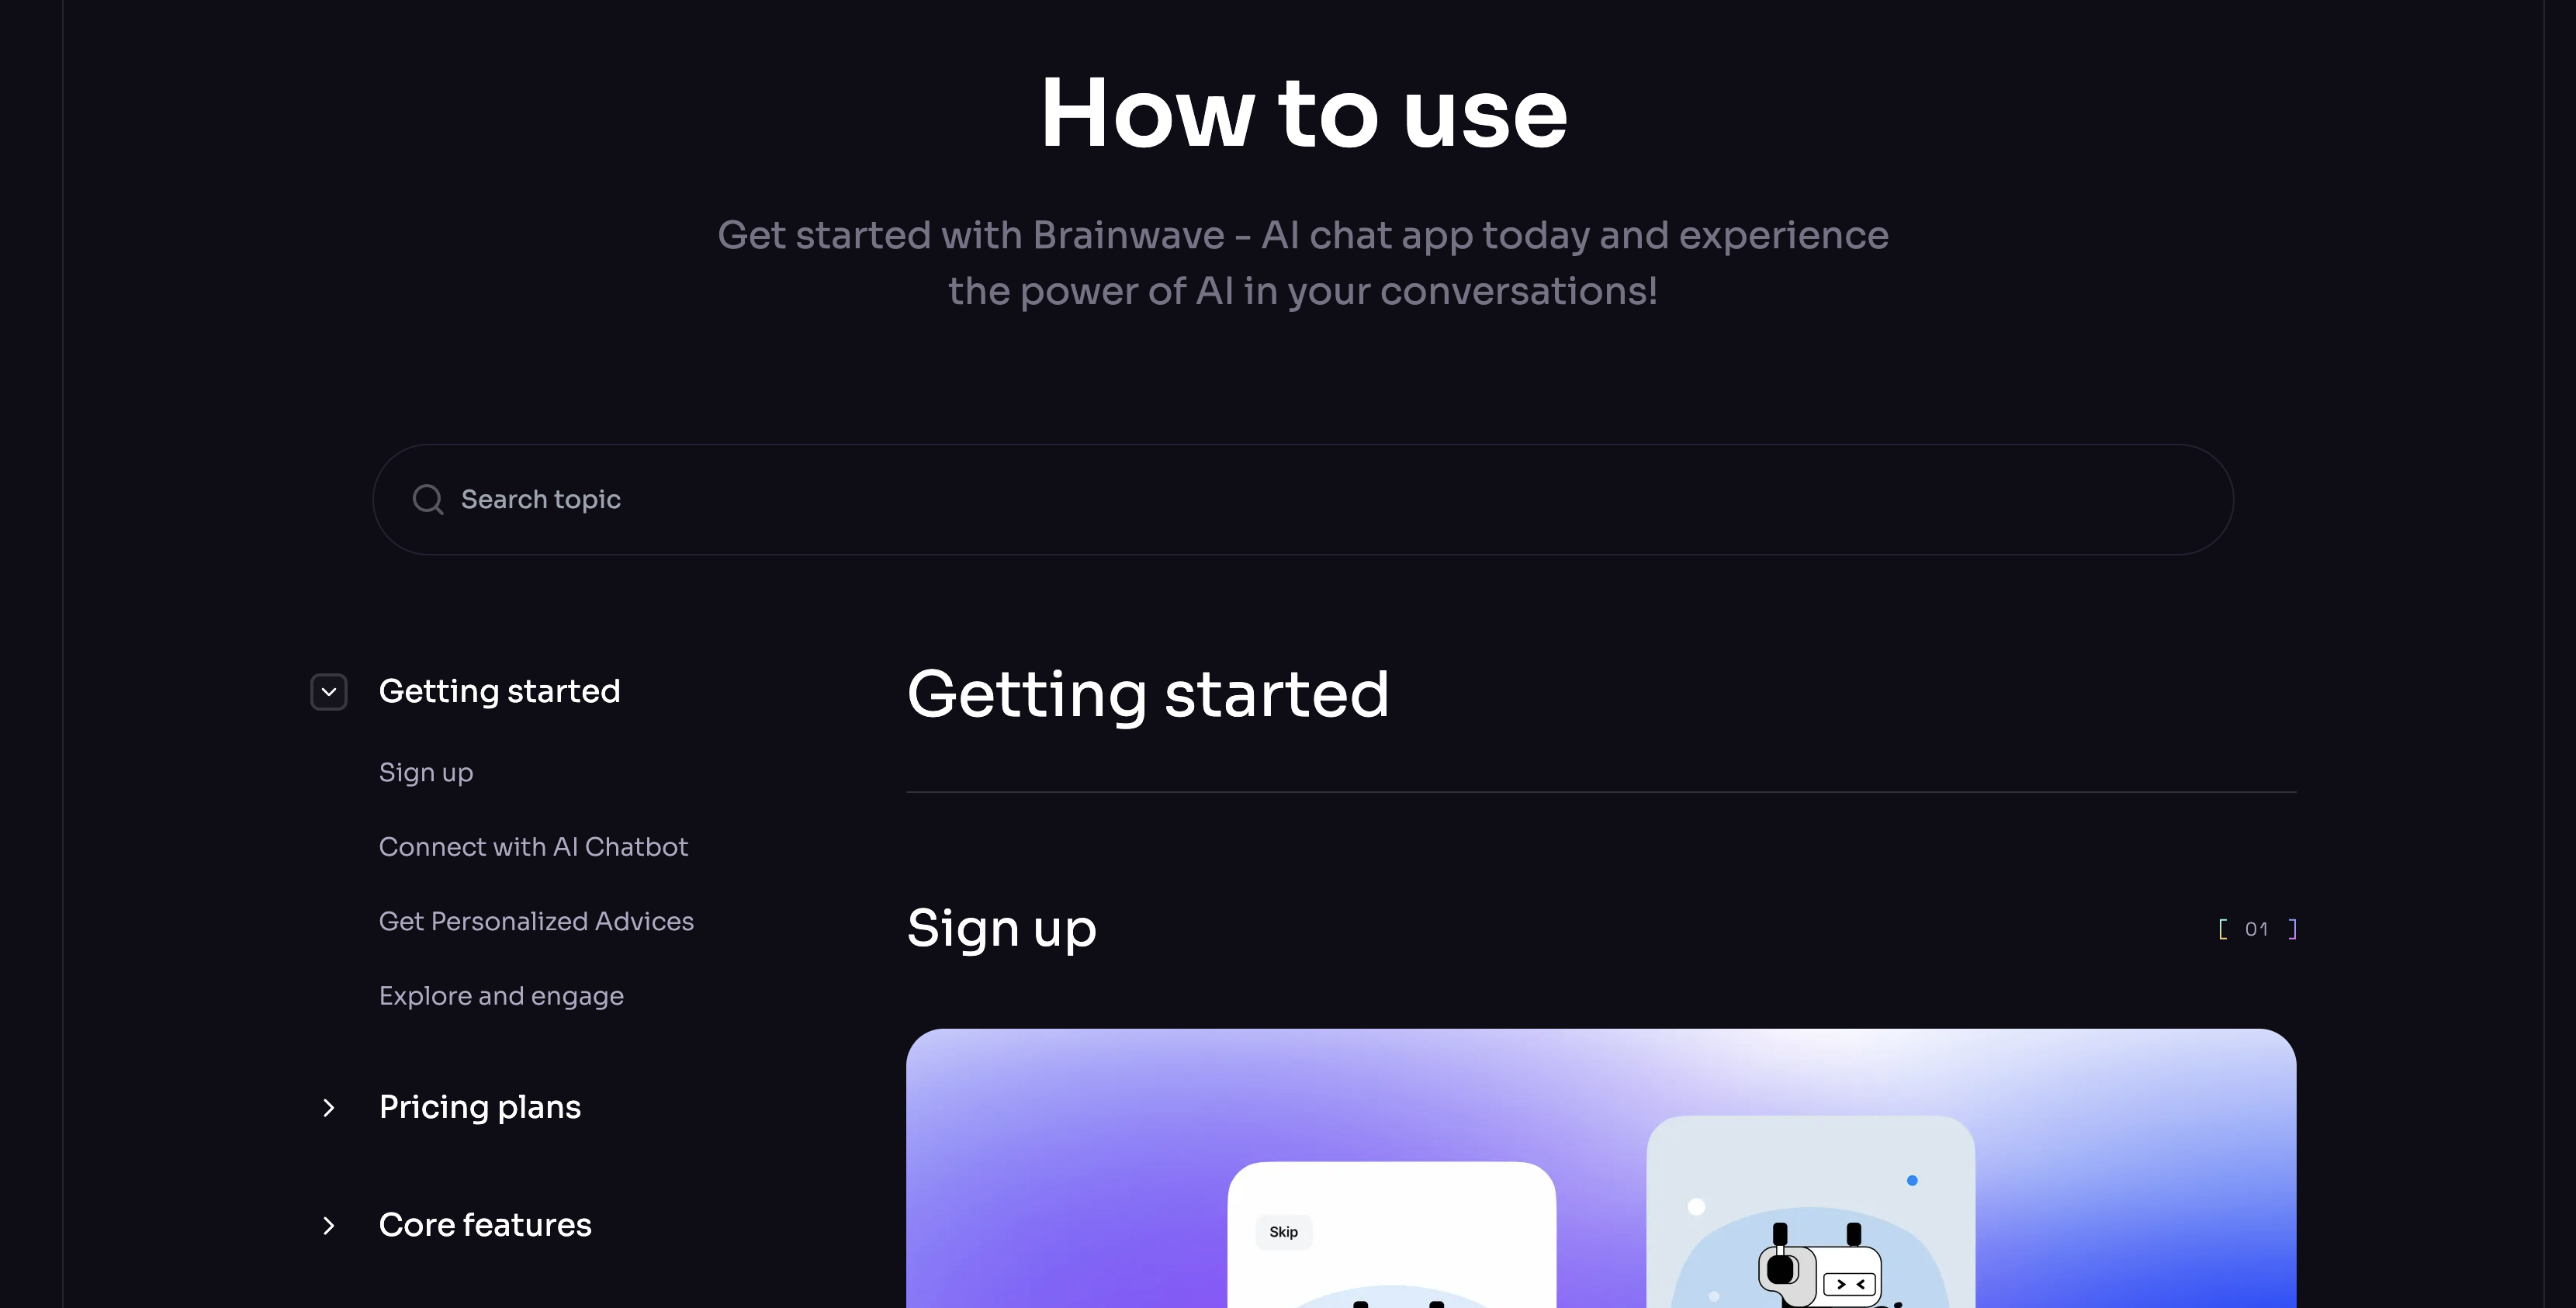 How to use
Get started with Brainwave - AI chat app today and experience
the power of AI in your conversations!
Search topic
Getting started
Sign up
Connect with AI Chatbot
Get Personalized Advices
Explore and engage
Pricing plans
Core features
Getting started
Sign up
[ 01 ]
Skip